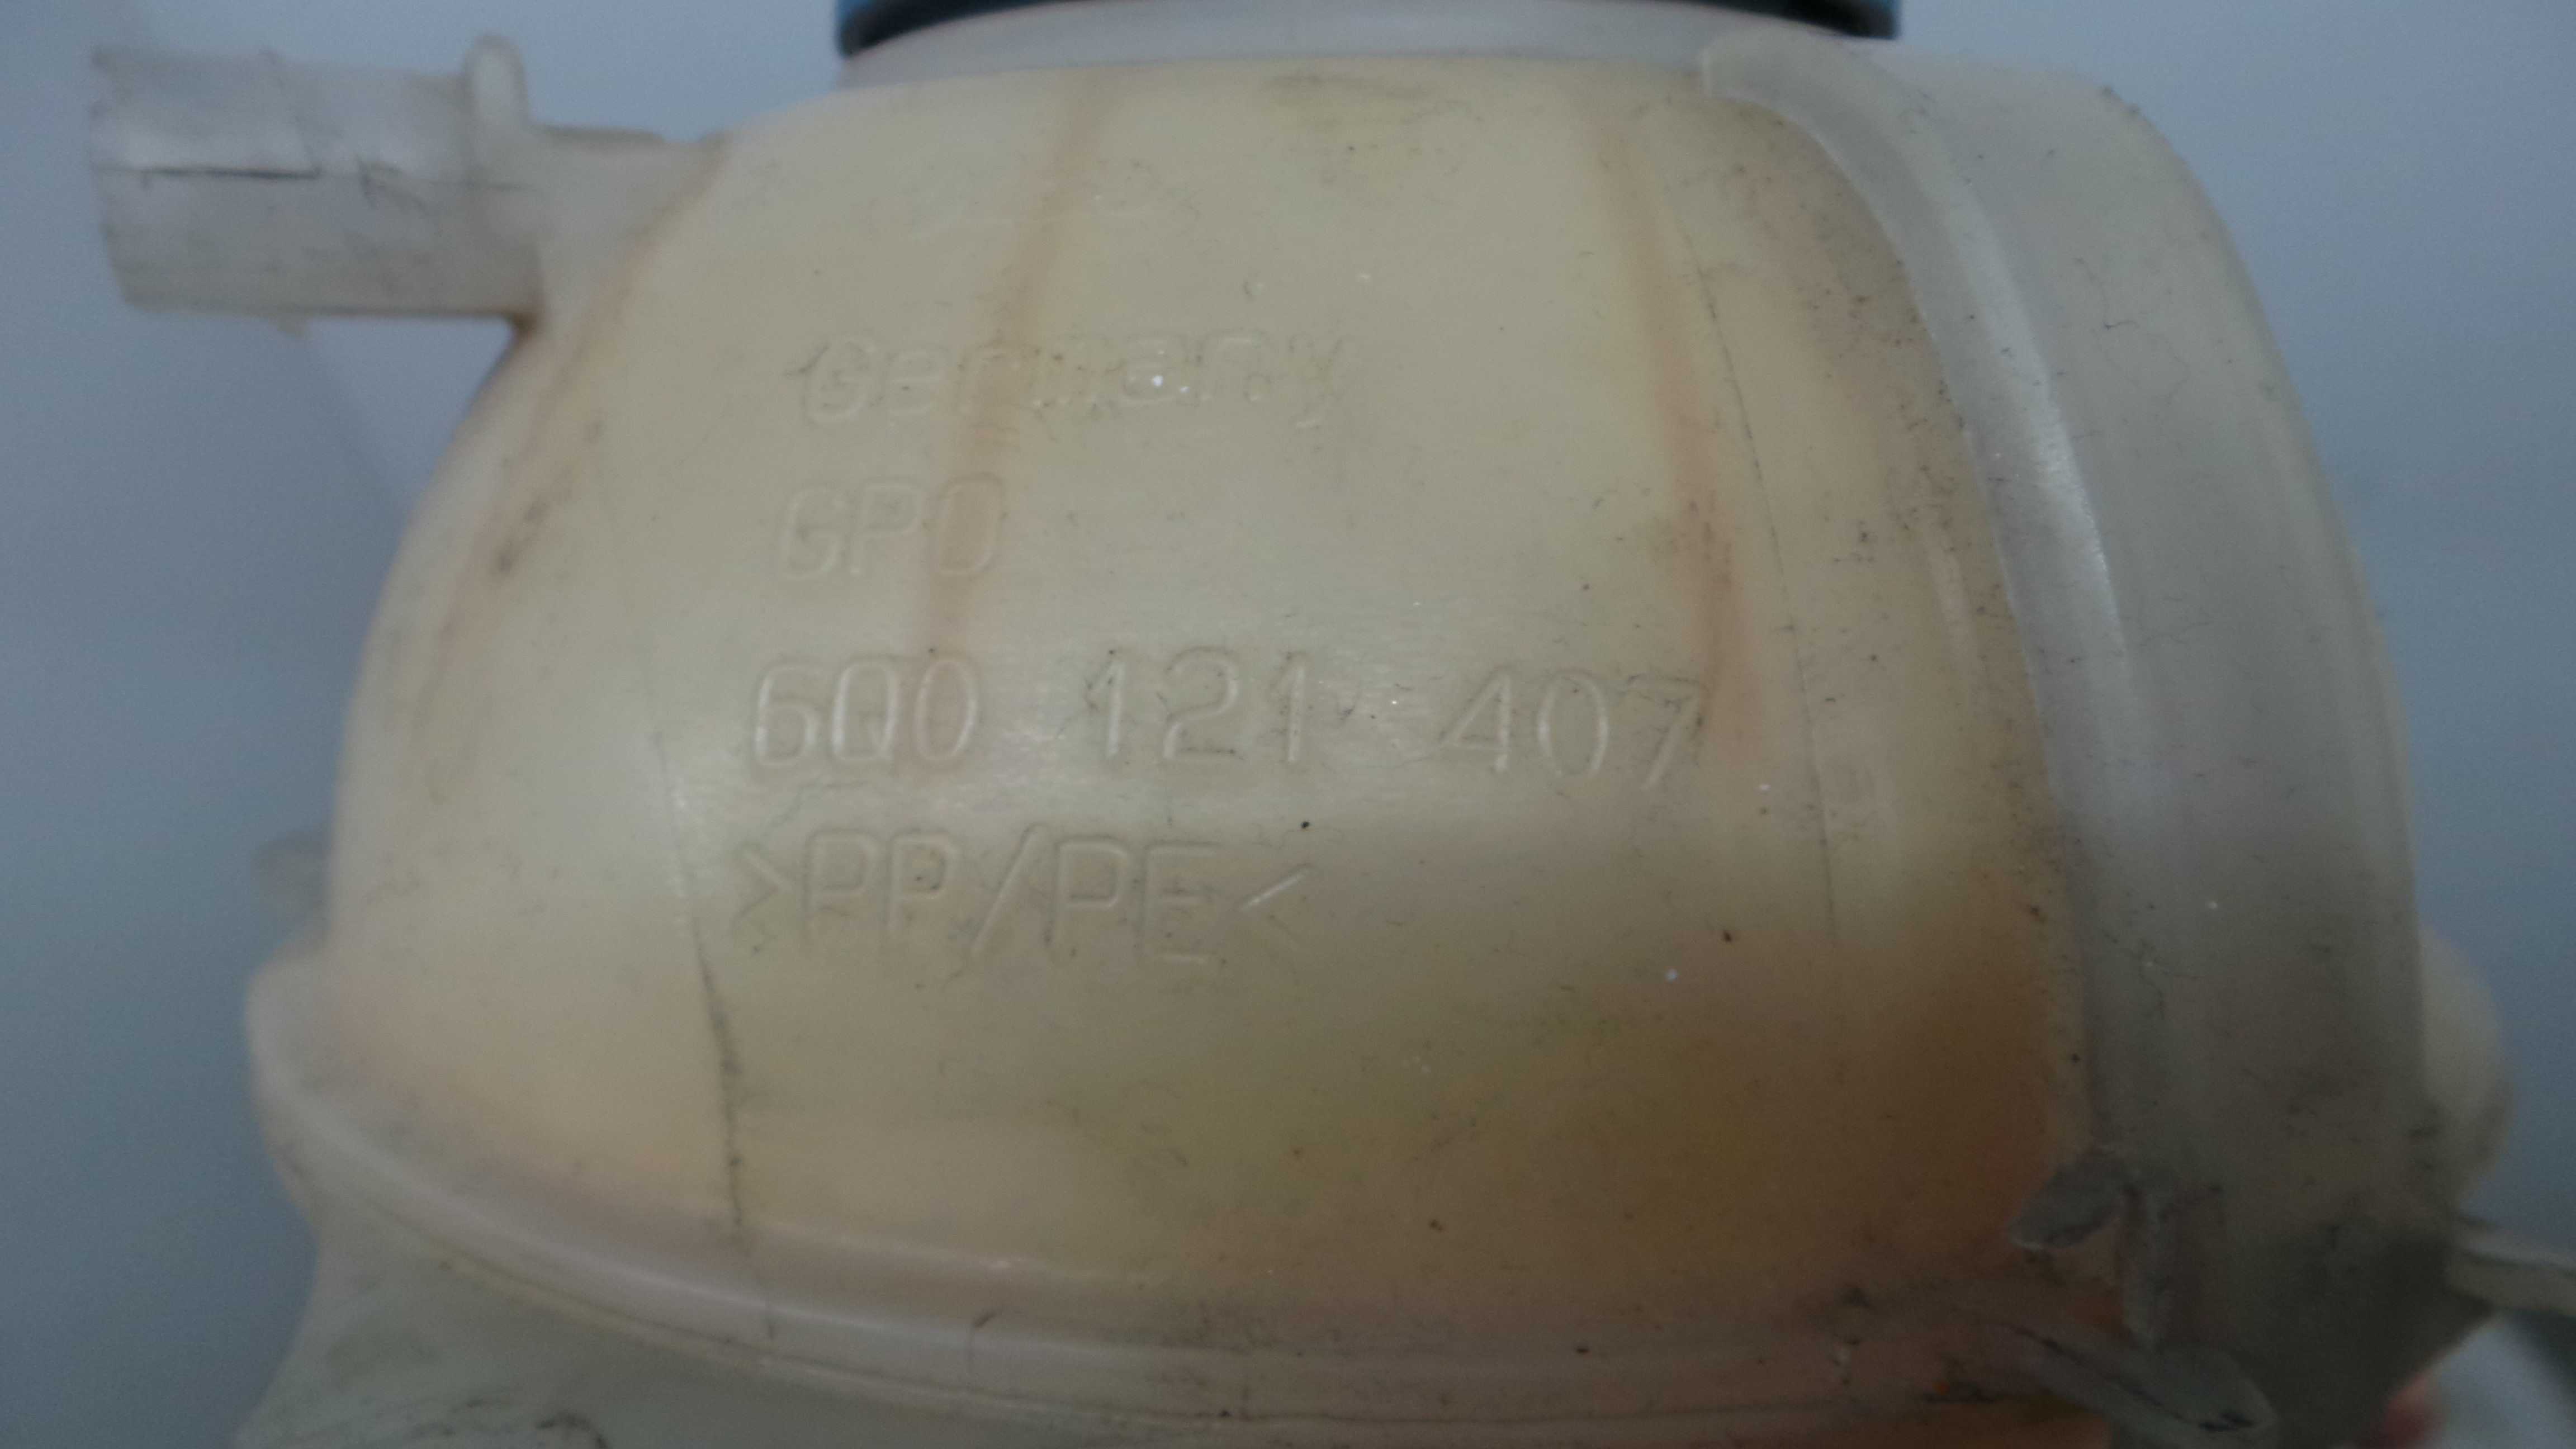 Germany
GPO
6Q0 121 407
>PP/PE<